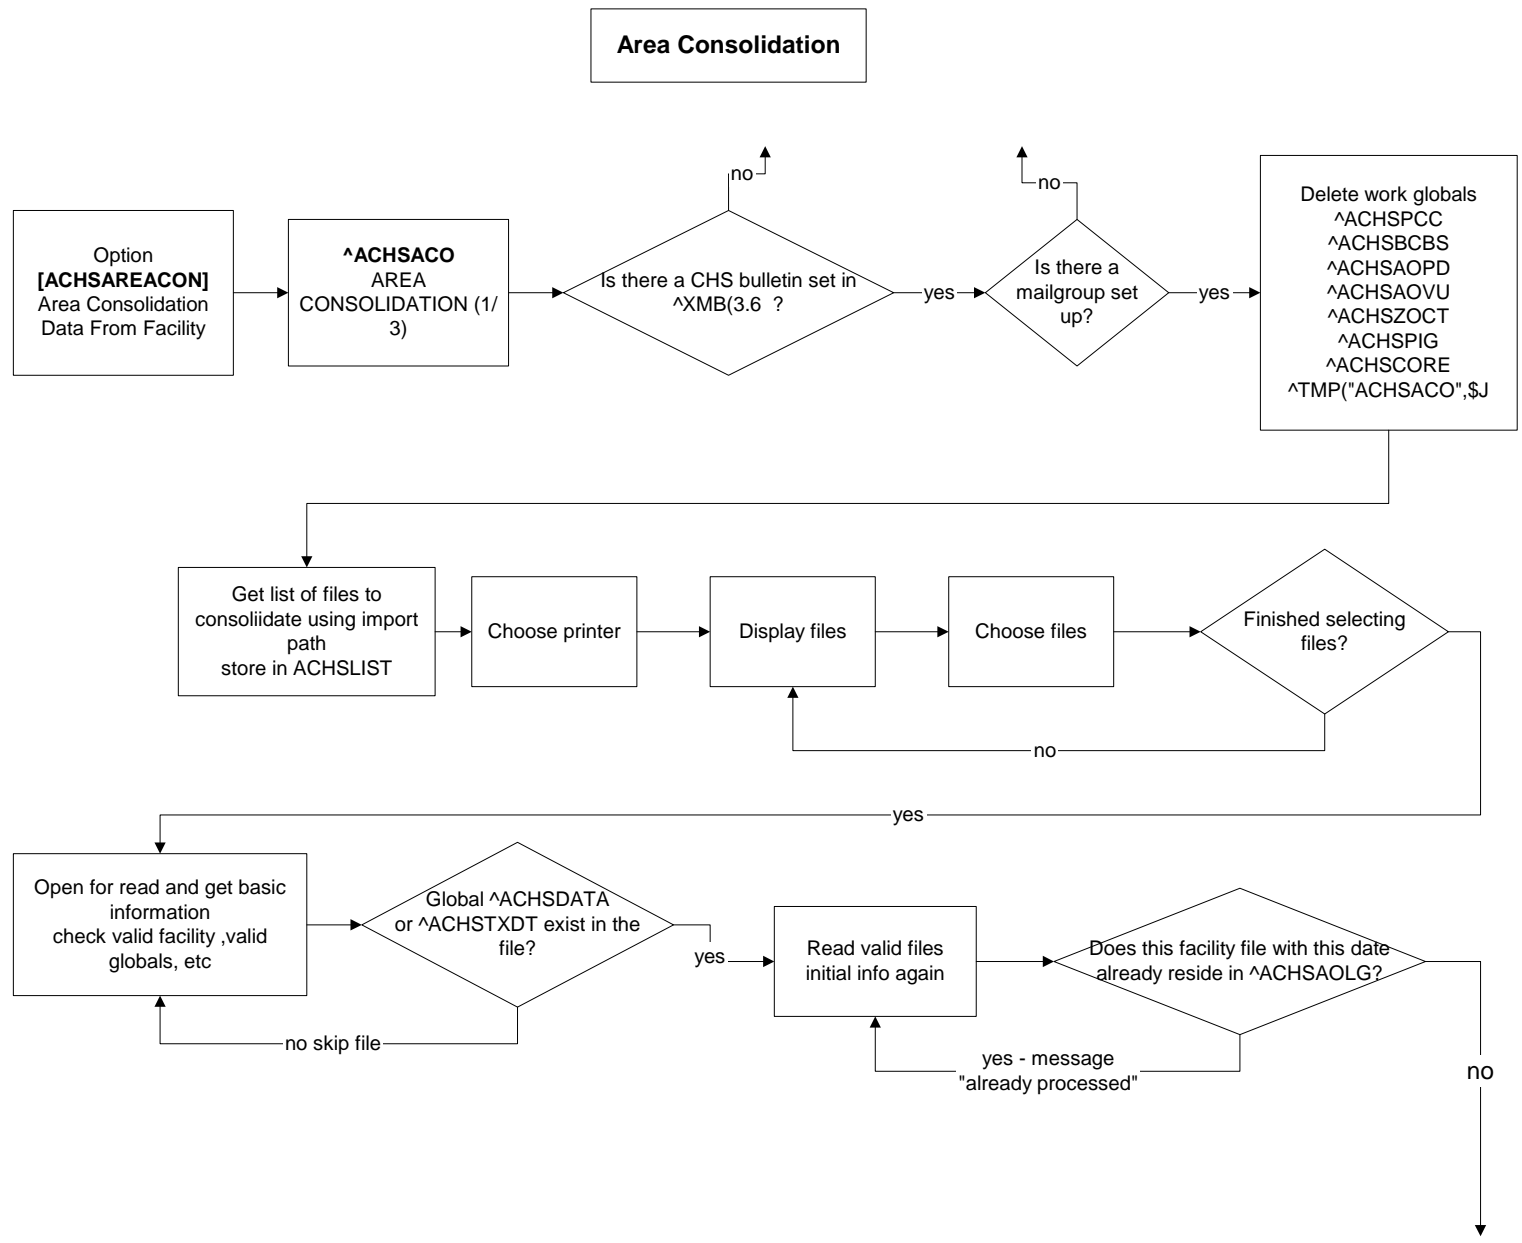 Area Consolidation
no
no
Option
[ACHSAREACON]
Area Consolidation
Data From Facility
^ACHSACO
AREA
CONSOLIDATION (1/
3)
Is there a CHS bulletin set in
^XMB(3.6  ?
yes
Is there a
mailgroup set
up?
yes
Delete work globals
^ACHSPCC
^ACHSBCBS
^ACHSAOPD
^ACHSAOVU
^ACHSZOCT
^ACHSPIG
^ACHSCORE
^TMP("ACHSACO",$J
Get list of files to
consoliidate using import
path
store in ACHSLIST
Choose printer
Display files
Choose files
Finished selecting
files?
no
yes
Open for read and get basic
information
check valid facility ,valid
globals, etc
Global ^ACHSDATA
or ^ACHSTXDT exist in the
file?
yes
no skip file
Read valid files
initial info again
Does this facility file with this date
already reside in ^ACHSAOLG?
yes - message
"already processed"
no